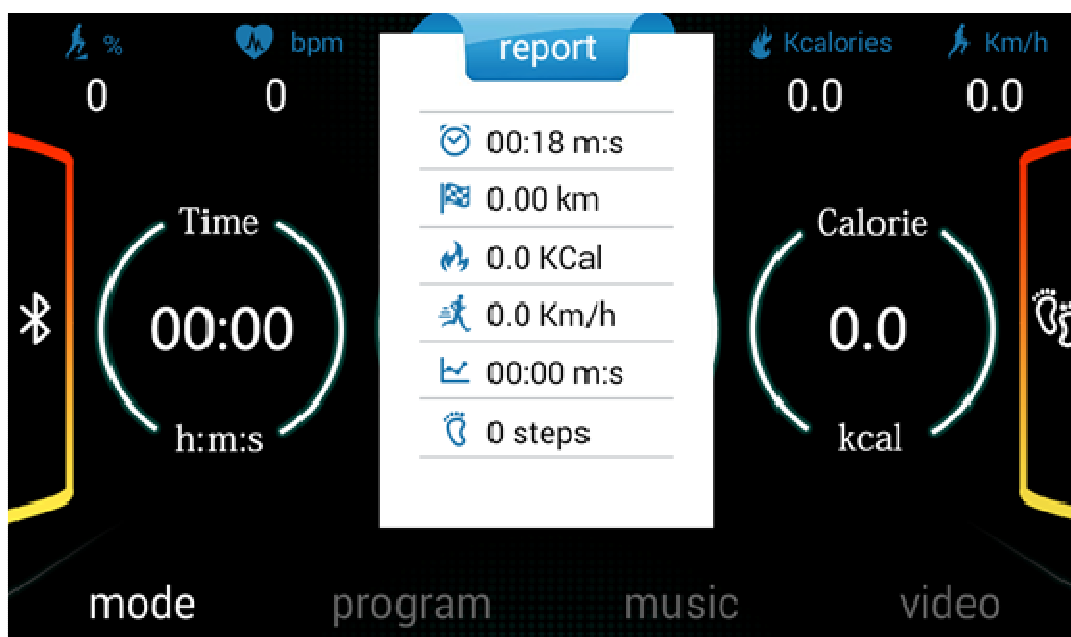 % bpm report Kcalories Km/h
0 0 0.0 0.0
00:18 m:s
0.00 km
0.0 KCal
0.0 Km/h
00:00 m:s
0 steps
Time
00:00
h:m:s
Calorie
0.0
kcal
mode program music video